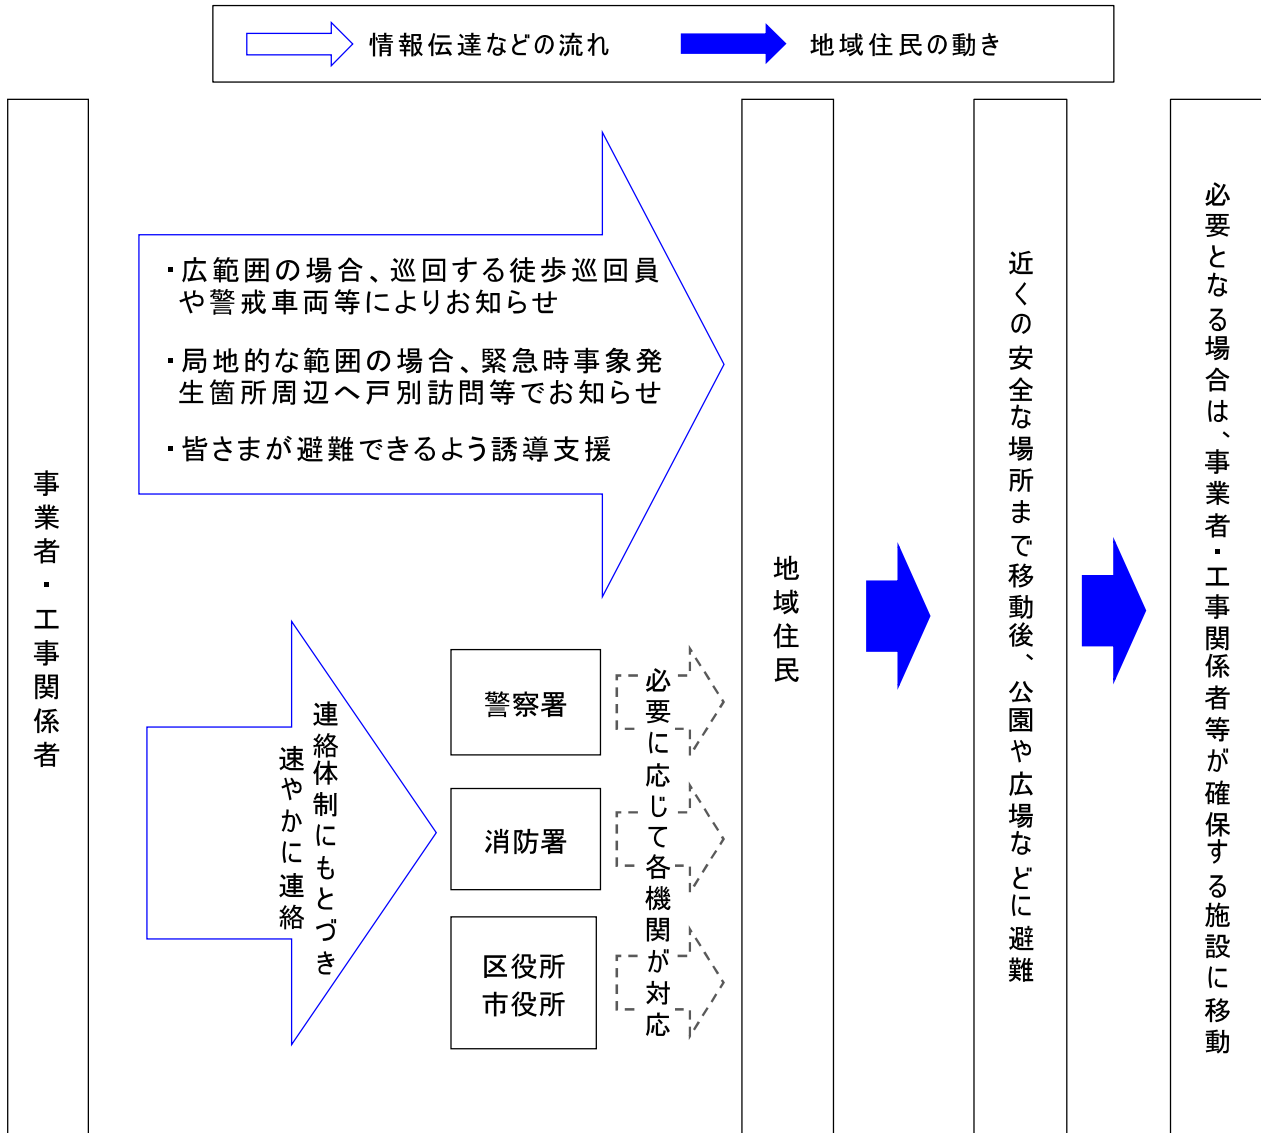 情報伝達などの流れ
地域住民の動き
事業者・工事関係者
・広範囲の場合、巡回する徒歩巡回員
や警戒車両等によりお知らせ
・局地的な範囲の場合、緊急時事象発
生箇所周辺へ戸別訪問等でお知らせ
・皆さまが避難できるよう誘導支援
連絡体制にもとづき
速やかに連絡
警察署
消防署
区役所
市役所
必要に応じて各機関が対応
地域住民
近くの安全な場所まで移動後、公園や広場などに避難
必要となる場合は、事業者・工事関係者等が確保する施設に移動